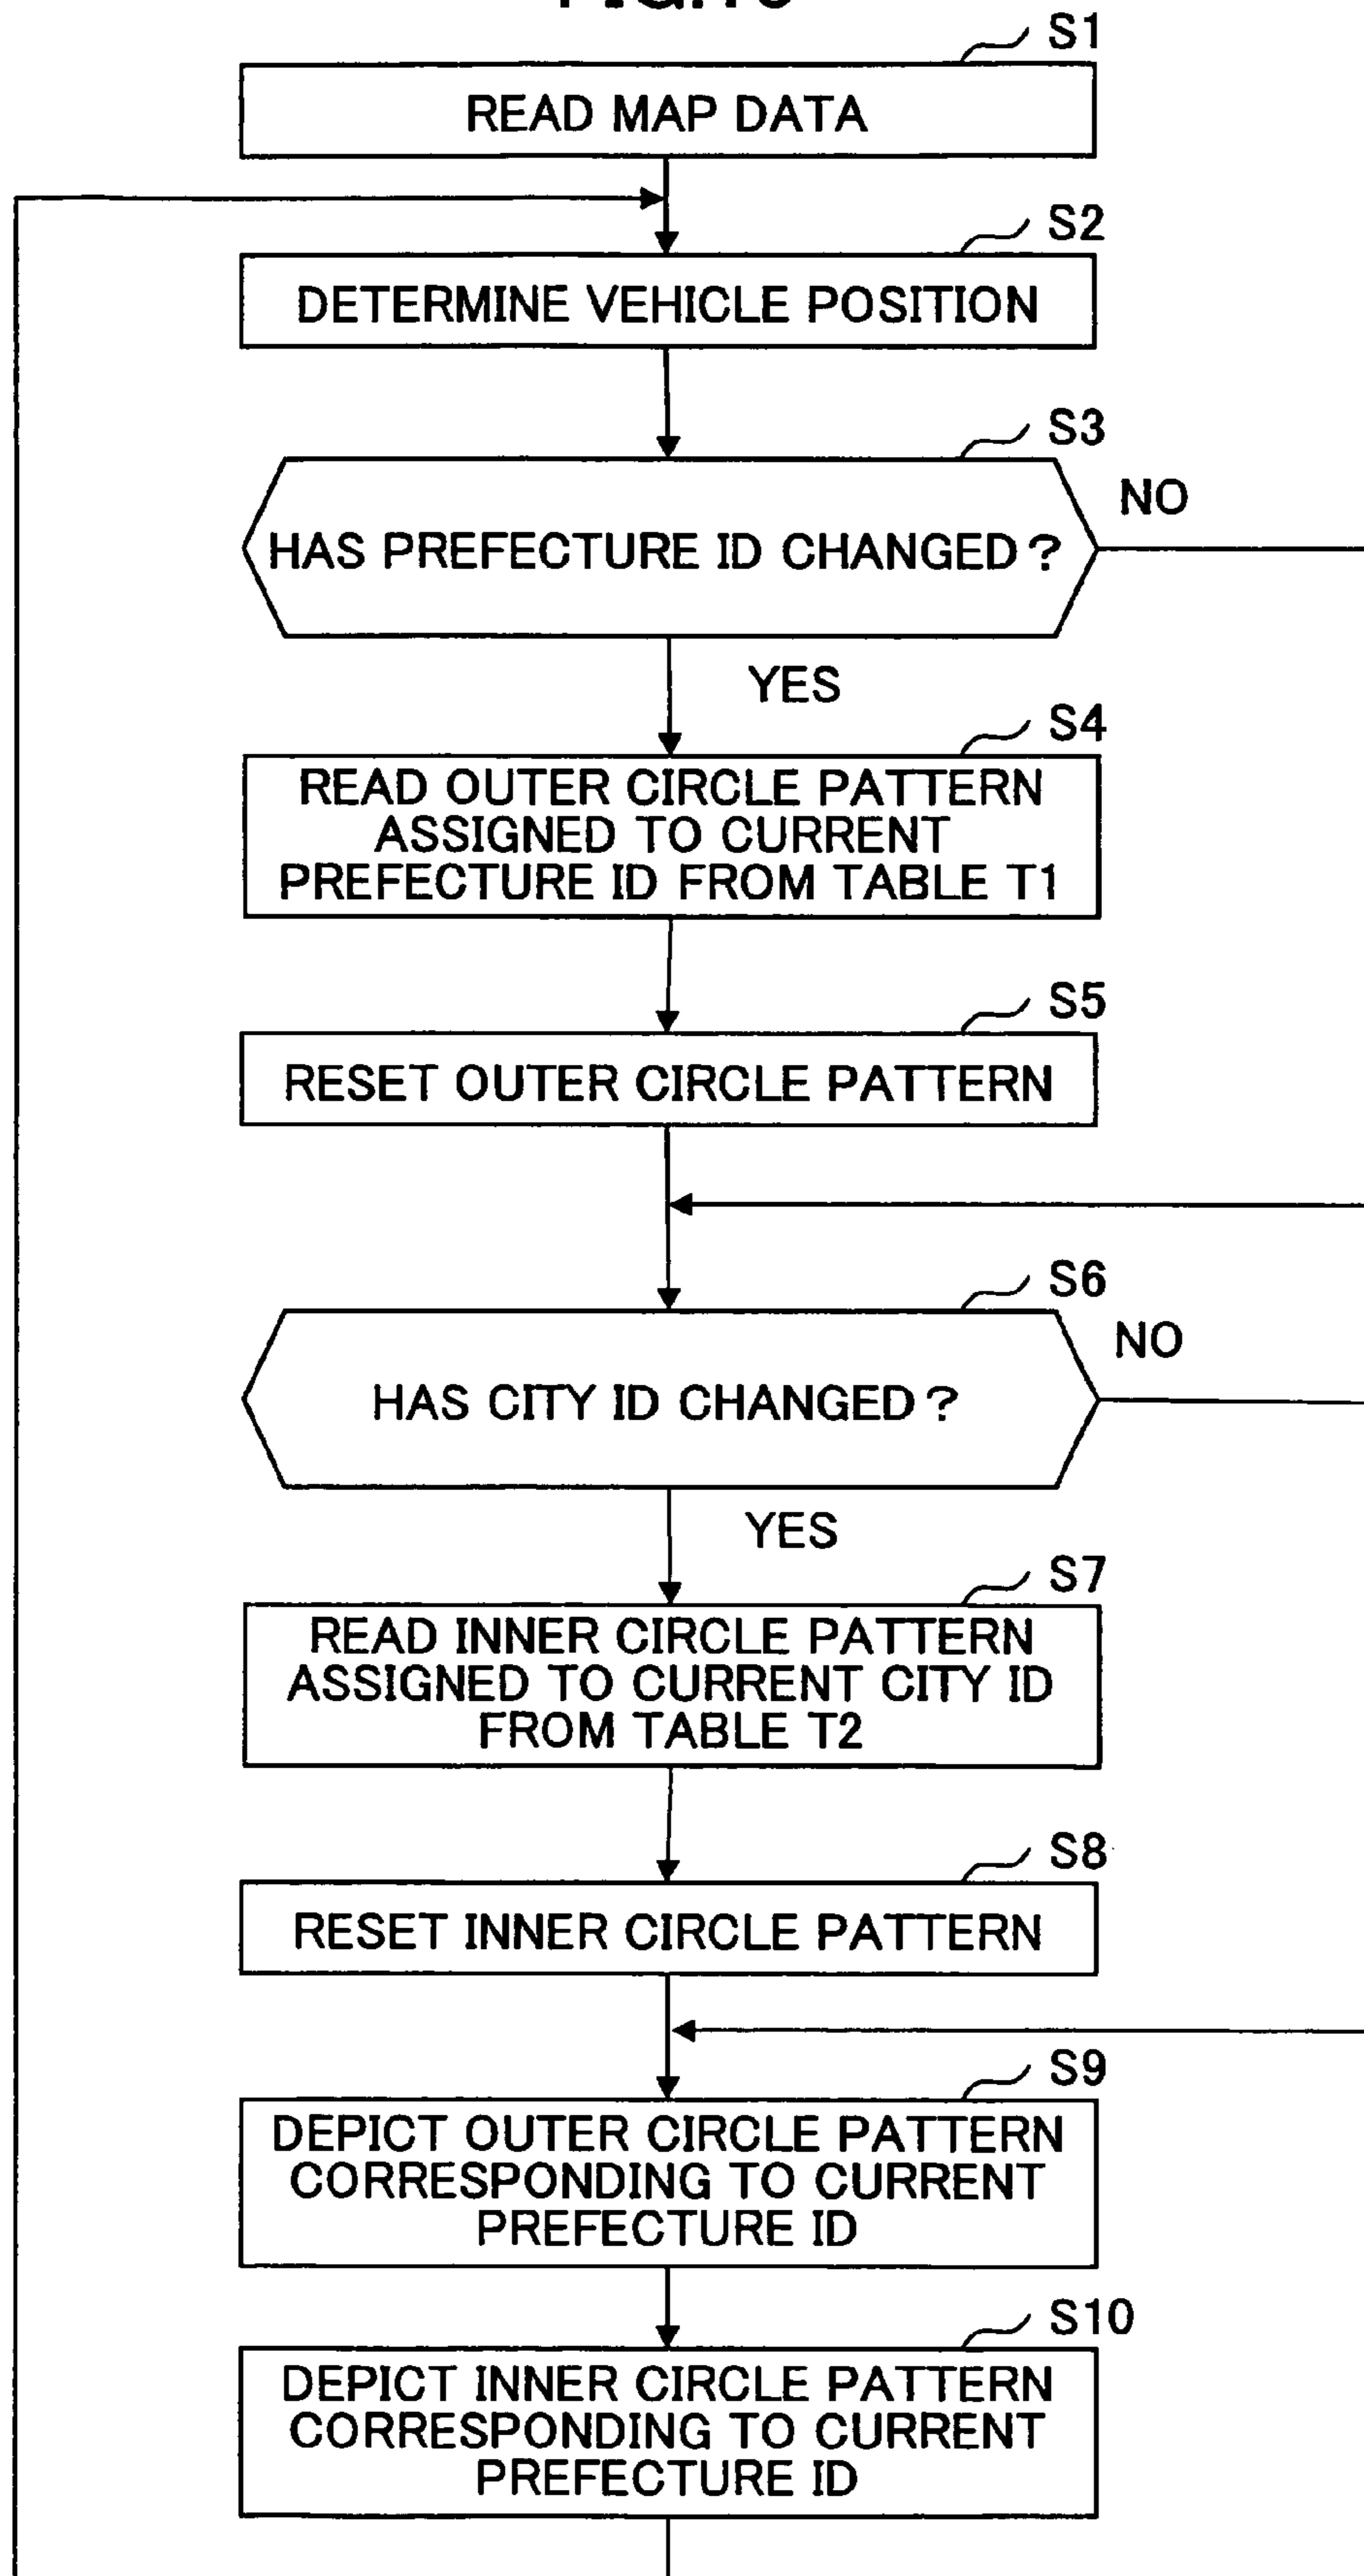 S1
READ MAP DATA
S2
DETERMINE VEHICLE POSITION
S3
NO
HAS PREFECTURE ID CHANGED?
YES
S4
READ OUTER CIRCLE PATTERN
ASSIGNED TO CURRENT
PREFECTURE ID FROM TABLE T1
S5
RESET OUTER CIRCLE PATTERN
S6
NO
HAS CITY ID CHANGED?
YES
S7
READ INNER CIRCLE PATTERN
ASSIGNED TO CURRENT CITY ID
FROM TABLE T2
S8
RESET INNER CIRCLE PATTERN
S9
DEPICT OUTER CIRCLE PATTERN
CORRESPONDING TO CURRENT
PREFECTURE ID
S10
DEPICT INNER CIRCLE PATTERN
CORRESPONDING TO CURRENT
PREFECTURE ID